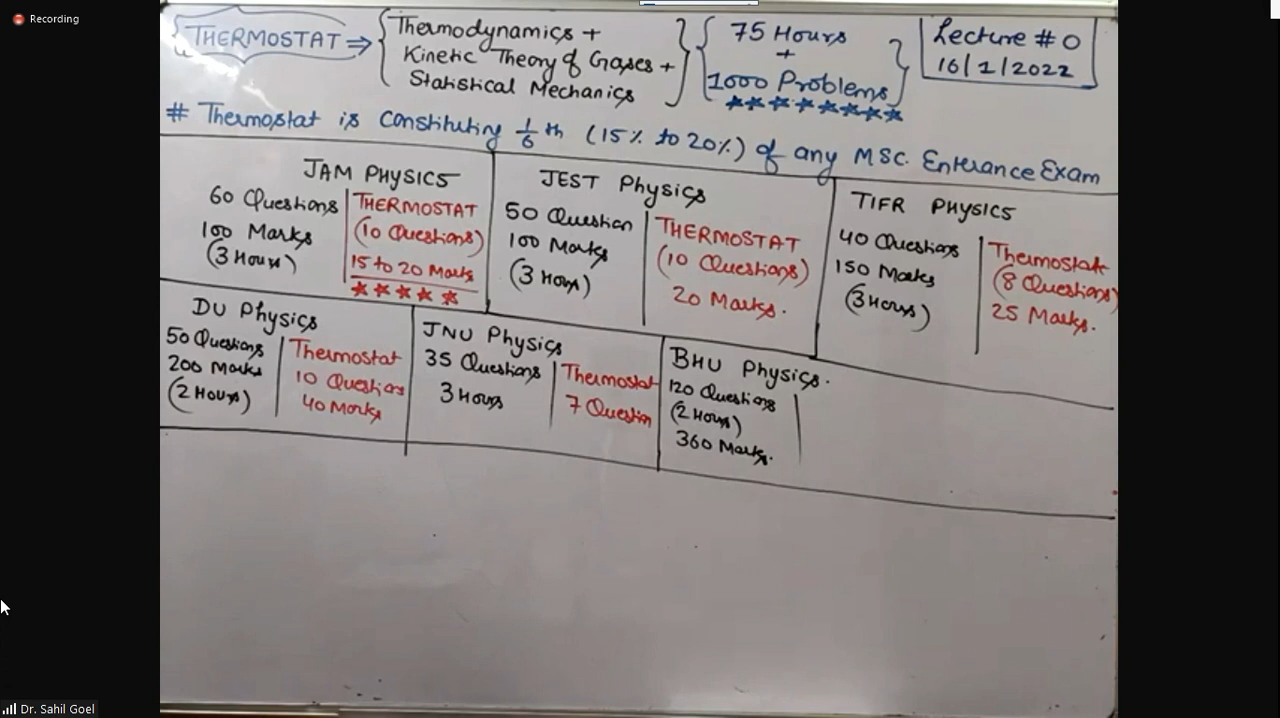 Recording
THERMOSTAT ⇒ { Thermodynamics +
Kinetic Theory of Gases +
Statistical Mechanics }
{ 75 Hours
+
1000 Problems }
★★★★★★★★
Lecture # 0
16/1/2022
# Thermostat is constituting 1/6 th (15% to 20%) of any MSC. Enterance Exam
JAM PHYSICS
60 Questions
100 Marks
(3 Hours)
THERMOSTAT
(10 Questions)
15 to 20 Marks
★★★★★
JEST Physics
50 Question
100 Marks
(3 Hours)
THERMOSTAT
(10 Questions)
20 Marks.
TIFR PHYSICS
40 Questions
150 Marks
(3 Hours)
Thermostat
(8 Questions)
25 Marks.
DU Physics
50 Questions
200 Marks
(2 Hours)
Thermostat
10 Questions
40 Marks
JNU Physics
35 Questions
3 Hours
Thermostat
7 Question
BHU Physics.
120 Questions
(2 Hours)
360 Marks.
Dr. Sahil Goel